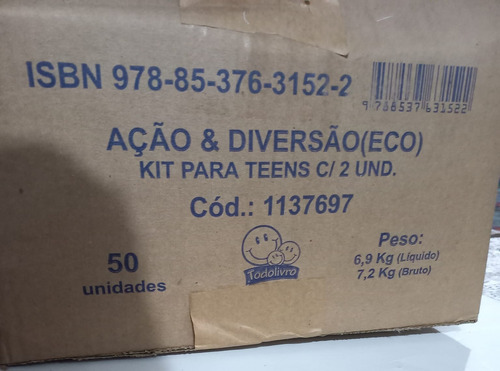 ISBN 978-85-376-3152-2
9 788537 631522
AÇÃO & DIVERSÃO(ECO)
KIT PARA TEENS C/ 2 UND.
Cód.: 1137697
50
unidades
Todolivro
Peso:
6,9 Kg (Líquido)
7,2 Kg (Bruto)